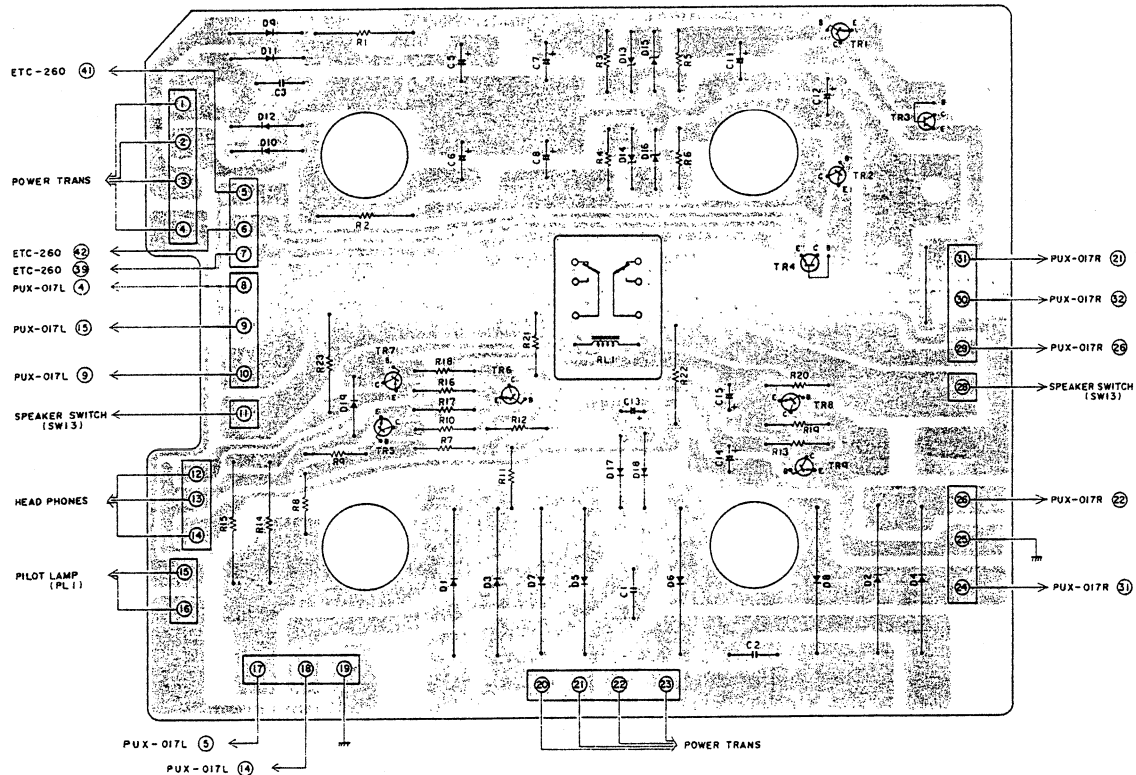 D9
R1
D11
C3
D12
D10
R2
C5
C7
R3
D13
D15
R5
C6
C8
R4
D14
D16
R6
C12
B
C
TR1
TR3
B
C
E
B
C
E
TR2
E C B
TR4
ETC-260 41
1
2
POWER TRANS
3
4
5
6
7
ETC-260 42
ETC-260 39
PUX-017L 4
8
PUX-017L 15
9
PUX-017L 9
10
SPEAKER SWITCH
(SW13)
11
31
PUX-017R 21
30
PUX-017R 32
29
PUX-017R 26
28
SPEAKER SWITCH
(SW13)
R21
RL1
R22
R23
TR7
D19
R18
R16
R17
R10
R7
TR6
R12
TR5
R9
R11
C13
D17
D18
C15
C14
R20
TR8
R19
R13
TR9
HEAD PHONES
12
13
14
R15
R14
R8
PILOT LAMP
(PL1)
15
16
26
PUX-017R 22
25
24
PUX-017R 31
D1
D3
D7
D5
C1
D6
D8
D2
D4
C2
17
18
19
20
21
22
23
PUX-017L 5
PUX-017L 14
POWER TRANS